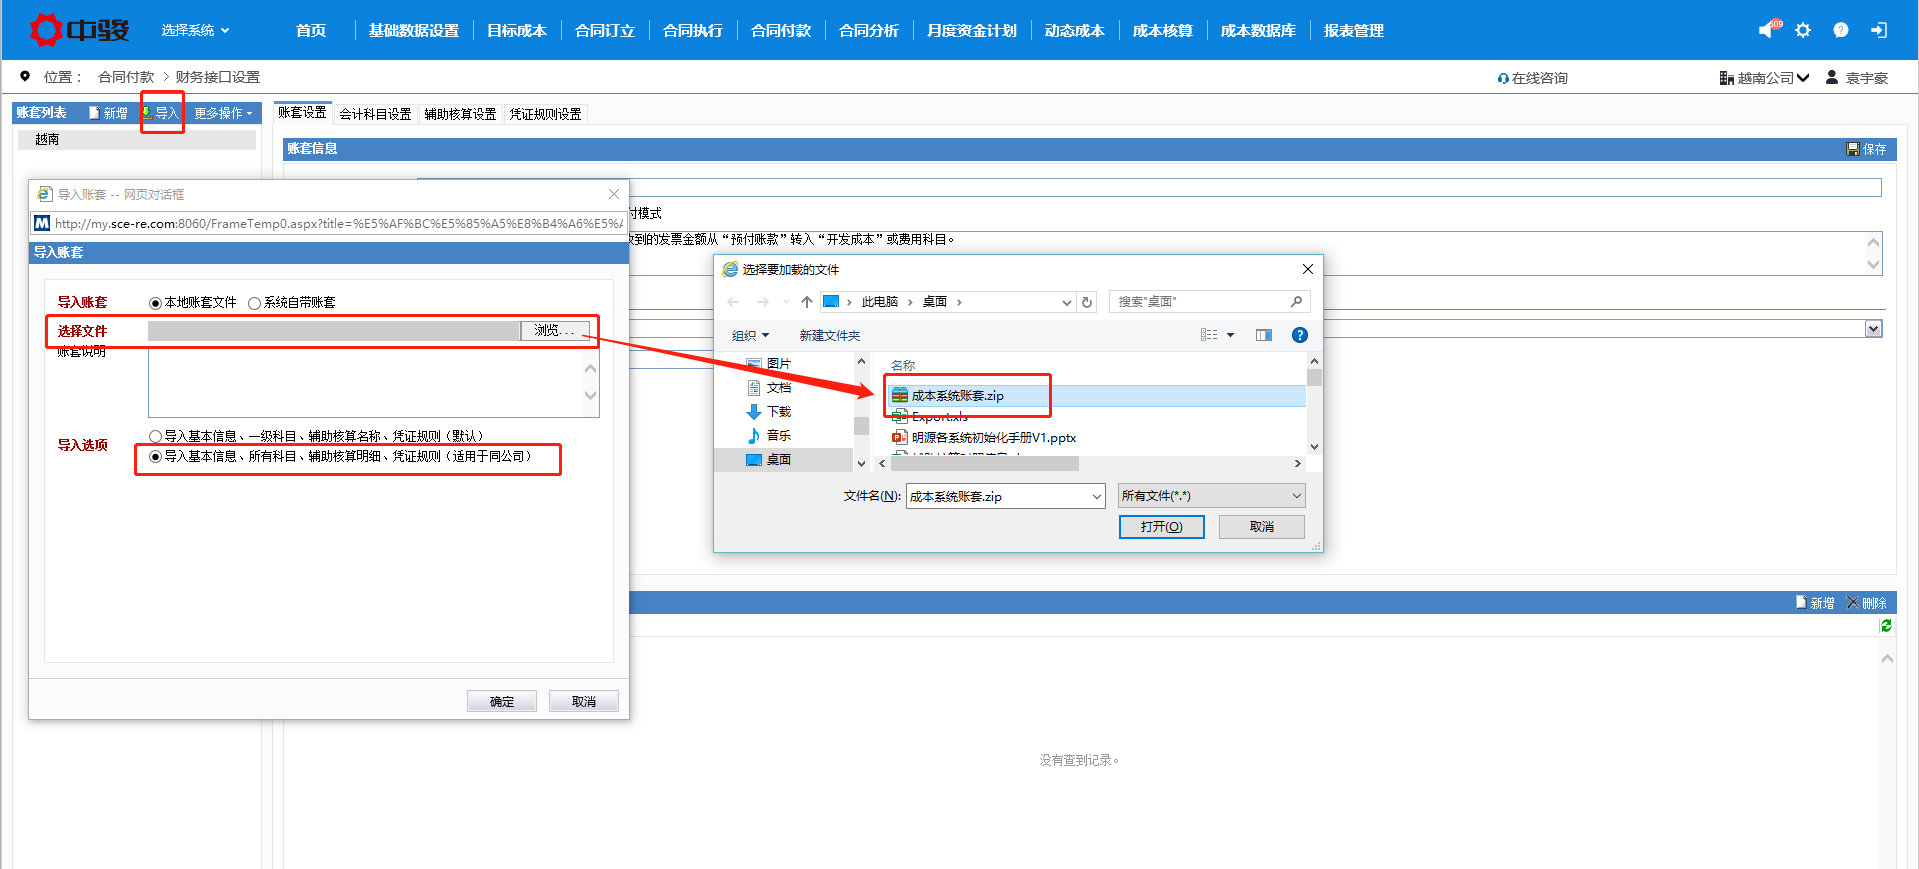 中骏
选择系统
首页
基础数据设置
目标成本
合同订立
合同执行
合同付款
合同分析
月度资金计划
动态成本
成本核算
成本数据库
报表管理
509
位置：
合同付款
财务接口设置
在线咨询
越南公司
袁宇豪
账套列表
新增
导入
更多操作
账套设置
会计科目设置
辅助核算设置
凭证规则设置
越南
账套信息
保存
导入账套 -- 网页对话框
http://my.sce-re.com:8060/FrameTemp0.aspx?title=%E5%AF%BC%E5%85%A5%E8%B4%A6%E5%
导入账套
导入账套
本地账套文件
系统自带账套
选择文件
浏览...
账套说明
导入选项
导入基本信息、一级科目、辅助核算名称、凭证规则（默认）
导入基本信息、所有科目、辅助核算明细、凭证规则（适用于同公司）
确定
取消
付模式
到的发票金额从“预付账款”转入“开发成本”或费用科目。
选择要加载的文件
此电脑
桌面
搜索"桌面"
组织
新建文件夹
图片
文档
下载
音乐
桌面
名称
成本系统账套.zip
Export.xls
明源各系统初始化手册V1.pptx
文件名(N):
成本系统账套.zip
所有文件(*.*)
打开(O)
取消
新增
删除
没有查到记录。